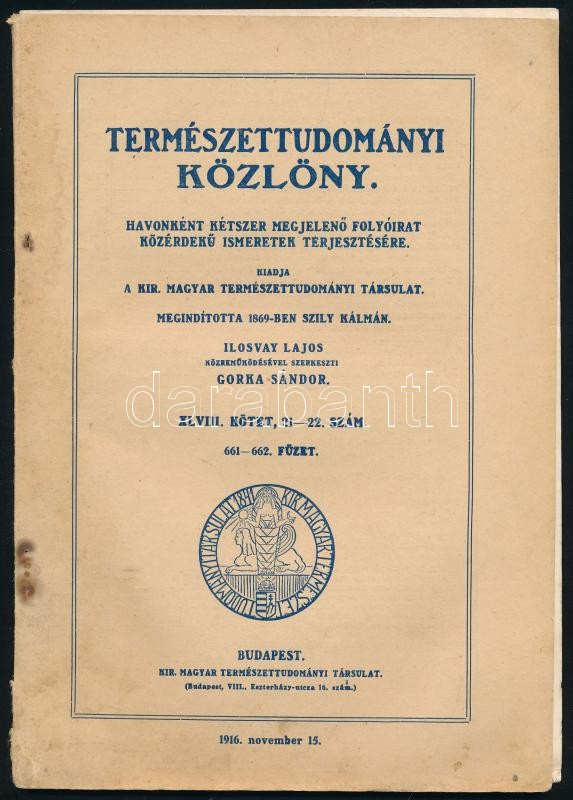 TERMÉSZETTUDOMÁNYI
KÖZLÖNY.
HAVONKÉNT KÉTSZER MEGJELENŐ FOLYÓIRAT
KÖZÉRDEKŰ ISMERETEK TERJESZTÉSÉRE.
KIADJA
A KIR. MAGYAR TERMÉSZETTUDOMÁNYI TÁRSULAT.
MEGINDÍTOTTA 1869-BEN SZILY KÁLMÁN.
ILOSVAY LAJOS
KÖZREMŰKÖDÉSÉVEL SZERKESZTI
GORKA SÁNDOR.
darabanth
XLVIII. KÖTET, 21—22. SZÁM
661—662. FÜZET.
KIR. MAGYAR TERMÉSZETTUDOMÁNYI TÁRSULAT 1841
BUDAPEST.
KIR. MAGYAR TERMÉSZETTUDOMÁNYI TÁRSULAT.
(Budapest, VIII., Eszterházy-utcza 16. szám.)
1916. november 15.